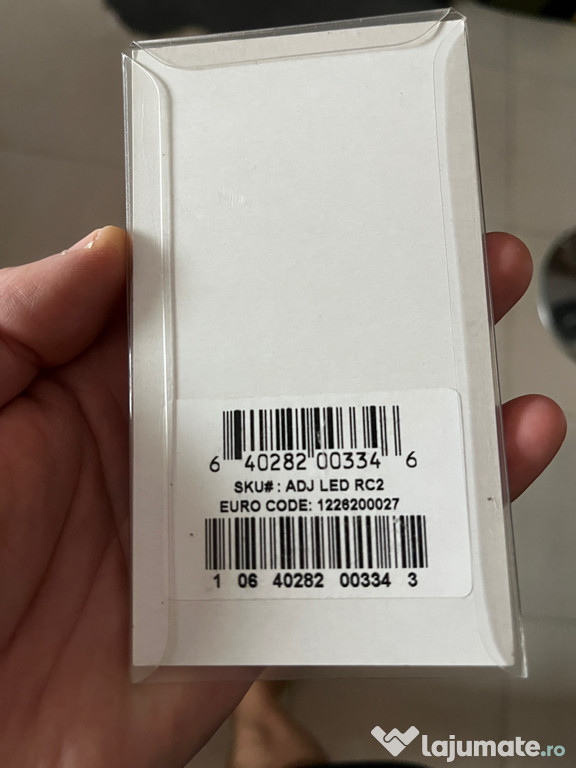 6 40282 00334 6
SKU# : ADJ LED RC2
EURO CODE: 1226200027
1 06 40282 00334 3
lajumate.ro